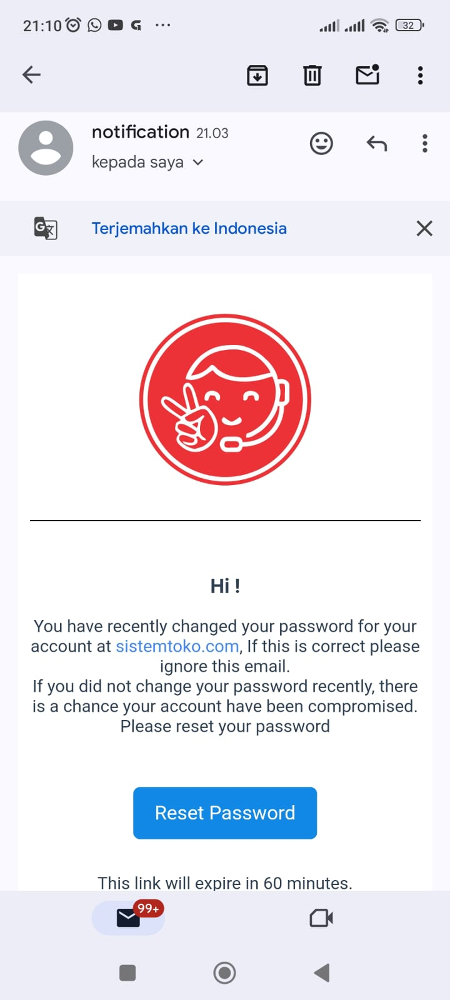 21:10
32
notification 21.03
kepada saya
Terjemahkan ke Indonesia
Hi !
You have recently changed your password for your
account at sistemtoko.com, If this is correct please
ignore this email.
If you did not change your password recently, there
is a chance your account have been compromised.
Please reset your password
Reset Password
This link will expire in 60 minutes.
99+